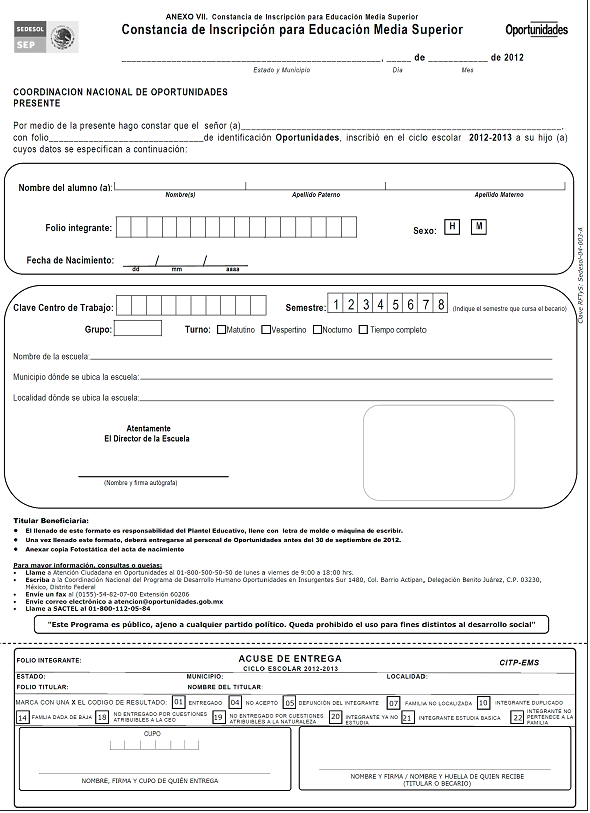 ANEXO VII. Constancia de Inscripción para Educación Media Superior
SEDESOL
SEP
Constancia de Inscripción para Educación Media Superior
Oportunidades
, de de 2012
Estado y Municipio Día Mes
COORDINACION NACIONAL DE OPORTUNIDADES
PRESENTE
Por medio de la presente hago constar que el señor (a),
con folio de identificación Oportunidades, inscribió en el ciclo escolar 2012-2013 a su hijo (a)
cuyos datos se especifican a continuación:
Nombre del alumno (a):
Nombre(s) Apellido Paterno Apellido Materno
Folio integrante: Sexo: H M
Fecha de Nacimiento: / /
dd mm aaaa
Clave RFTyS: Sedesol-04-003-A
Clave Centro de Trabajo: Semestre: 1 2 3 4 5 6 7 8 (Indique el semestre que cursa el becario)
Grupo: Turno: Matutino Vespertino Nocturno Tiempo completo
Nombre de la escuela:
Municipio dónde se ubica la escuela:
Localidad dónde se ubica la escuela:
Atentamente
El Director de la Escuela
(Nombre y firma autógrafa)
Titular Beneficiaria:
• El llenado de este formato es responsabilidad del Plantel Educativo, llene con letra de molde o máquina de escribir.
• Una vez llenado este formato, deberá entregarse al personal de Oportunidades antes del 30 de septiembre de 2012.
• Anexar copia Fotostática del acta de nacimiento
Para mayor información, consultas o quejas:
• Llame a Atención Ciudadana en Oportunidades al 01-800-500-50-50 de lunes a viernes de 9:00 a 18:00 hrs.
• Escriba a la Coordinación Nacional del Programa de Desarrollo Humano Oportunidades en Insurgentes Sur 1480, Col. Barrio Actipan, Delegación Benito Juárez, C.P. 03230,
México, Distrito Federal
• Envíe un fax al (0155)-54-82-07-00 Extensión 60206
• Envíe correo electrónico a atencion@oportunidades.gob.mx
• Llame a SACTEL al 01-800-112-05-84
"Este Programa es público, ajeno a cualquier partido político. Queda prohibido el uso para fines distintos al desarrollo social"
FOLIO INTEGRANTE: ACUSE DE ENTREGA CITP-EMS
CICLO ESCOLAR 2012-2013
ESTADO: MUNICIPIO: LOCALIDAD:
FOLIO TITULAR: NOMBRE DEL TITULAR:
MARCA CON UNA X EL CODIGO DE RESULTADO: 01 ENTREGADO 04 NO ACEPTÓ 05 DEFUNCIÓN DEL INTEGRANTE 07 FAMILIA NO LOCALIZADA 10 INTEGRANTE DUPLICADO
14 FAMILIA DADA DE BAJA 18 NO ENTREGADO POR CUESTIONES ATRIBUIBLES A LA CEO 19 NO ENTREGADO POR CUESTIONES ATRIBUIBLES A LA NATURALEZA 20 INTEGRANTE YA NO ESTUDIA 21 INTEGRANTE ESTUDIA BASICA 22 INTEGRANTE NO PERTENECE A LA FAMILIA
CUPO
NOMBRE, FIRMA Y CUPO DE QUIÉN ENTREGA
NOMBRE Y FIRMA / NOMBRE Y HUELLA DE QUIEN RECIBE
(TITULAR O BECARIO)